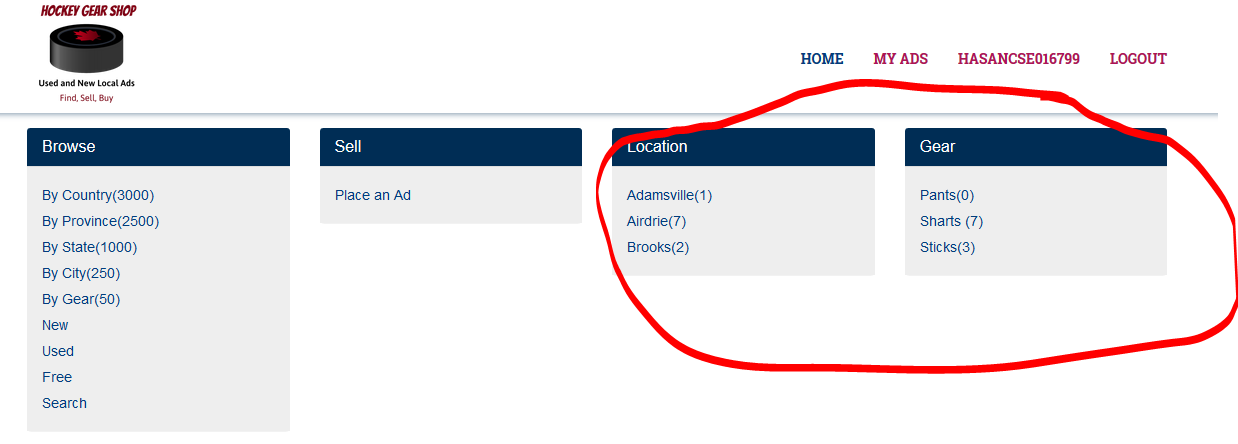 HOCKEY GEAR SHOP
Used and New Local Ads
Find, Sell, Buy
HOME MY ADS HASANCSE016799 LOGOUT
Browse
By Country(3000)
By Province(2500)
By State(1000)
By City(250)
By Gear(50)
New
Used
Free
Search
Sell
Place an Ad
Location
Adamsville(1)
Airdrie(7)
Brooks(2)
Gear
Pants(0)
Sharts (7)
Sticks(3)